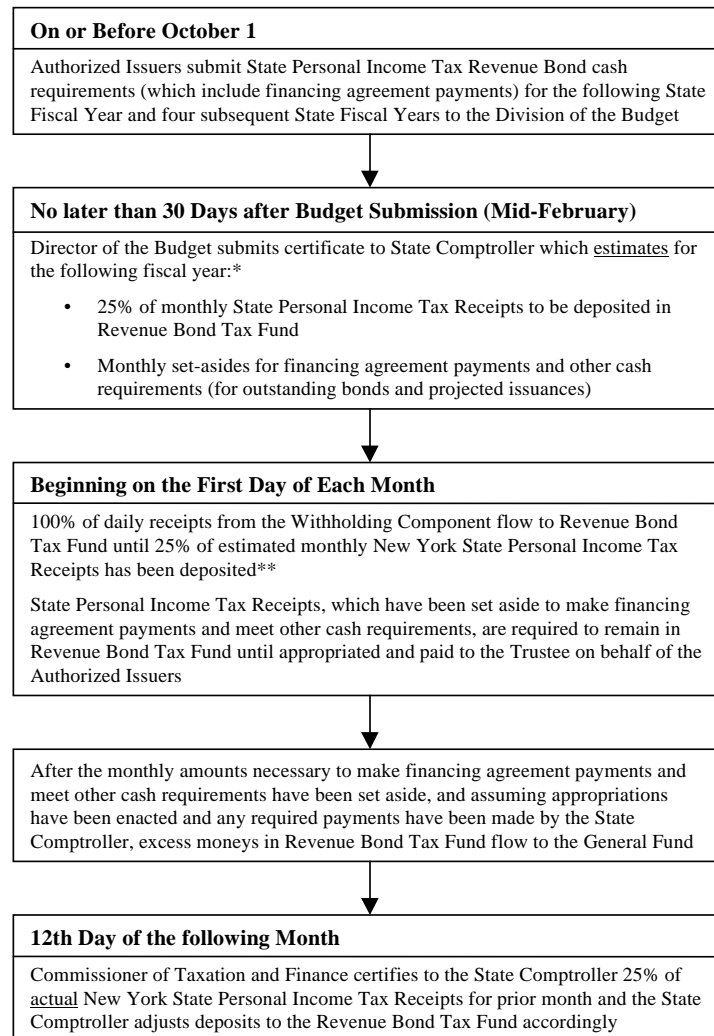 On or Before October 1
Authorized Issuers submit State Personal Income Tax Revenue Bond cash
requirements (which include financing agreement payments) for the following State
Fiscal Year and four subsequent State Fiscal Years to the Division of the Budget
No later than 30 Days after Budget Submission (Mid-February)
Director of the Budget submits certificate to State Comptroller which estimates for
the following fiscal year:*
• 25% of monthly State Personal Income Tax Receipts to be deposited in
Revenue Bond Tax Fund
• Monthly set-asides for financing agreement payments and other cash
requirements (for outstanding bonds and projected issuances)
Beginning on the First Day of Each Month
100% of daily receipts from the Withholding Component flow to Revenue Bond
Tax Fund until 25% of estimated monthly New York State Personal Income Tax
Receipts has been deposited**
State Personal Income Tax Receipts, which have been set aside to make financing
agreement payments and meet other cash requirements, are required to remain in
Revenue Bond Tax Fund until appropriated and paid to the Trustee on behalf of the
Authorized Issuers
After the monthly amounts necessary to make financing agreement payments and
meet other cash requirements have been set aside, and assuming appropriations
have been enacted and any required payments have been made by the State
Comptroller, excess moneys in Revenue Bond Tax Fund flow to the General Fund
12th Day of the following Month
Commissioner of Taxation and Finance certifies to the State Comptroller 25% of
actual New York State Personal Income Tax Receipts for prior month and the State
Comptroller adjusts deposits to the Revenue Bond Tax Fund accordingly